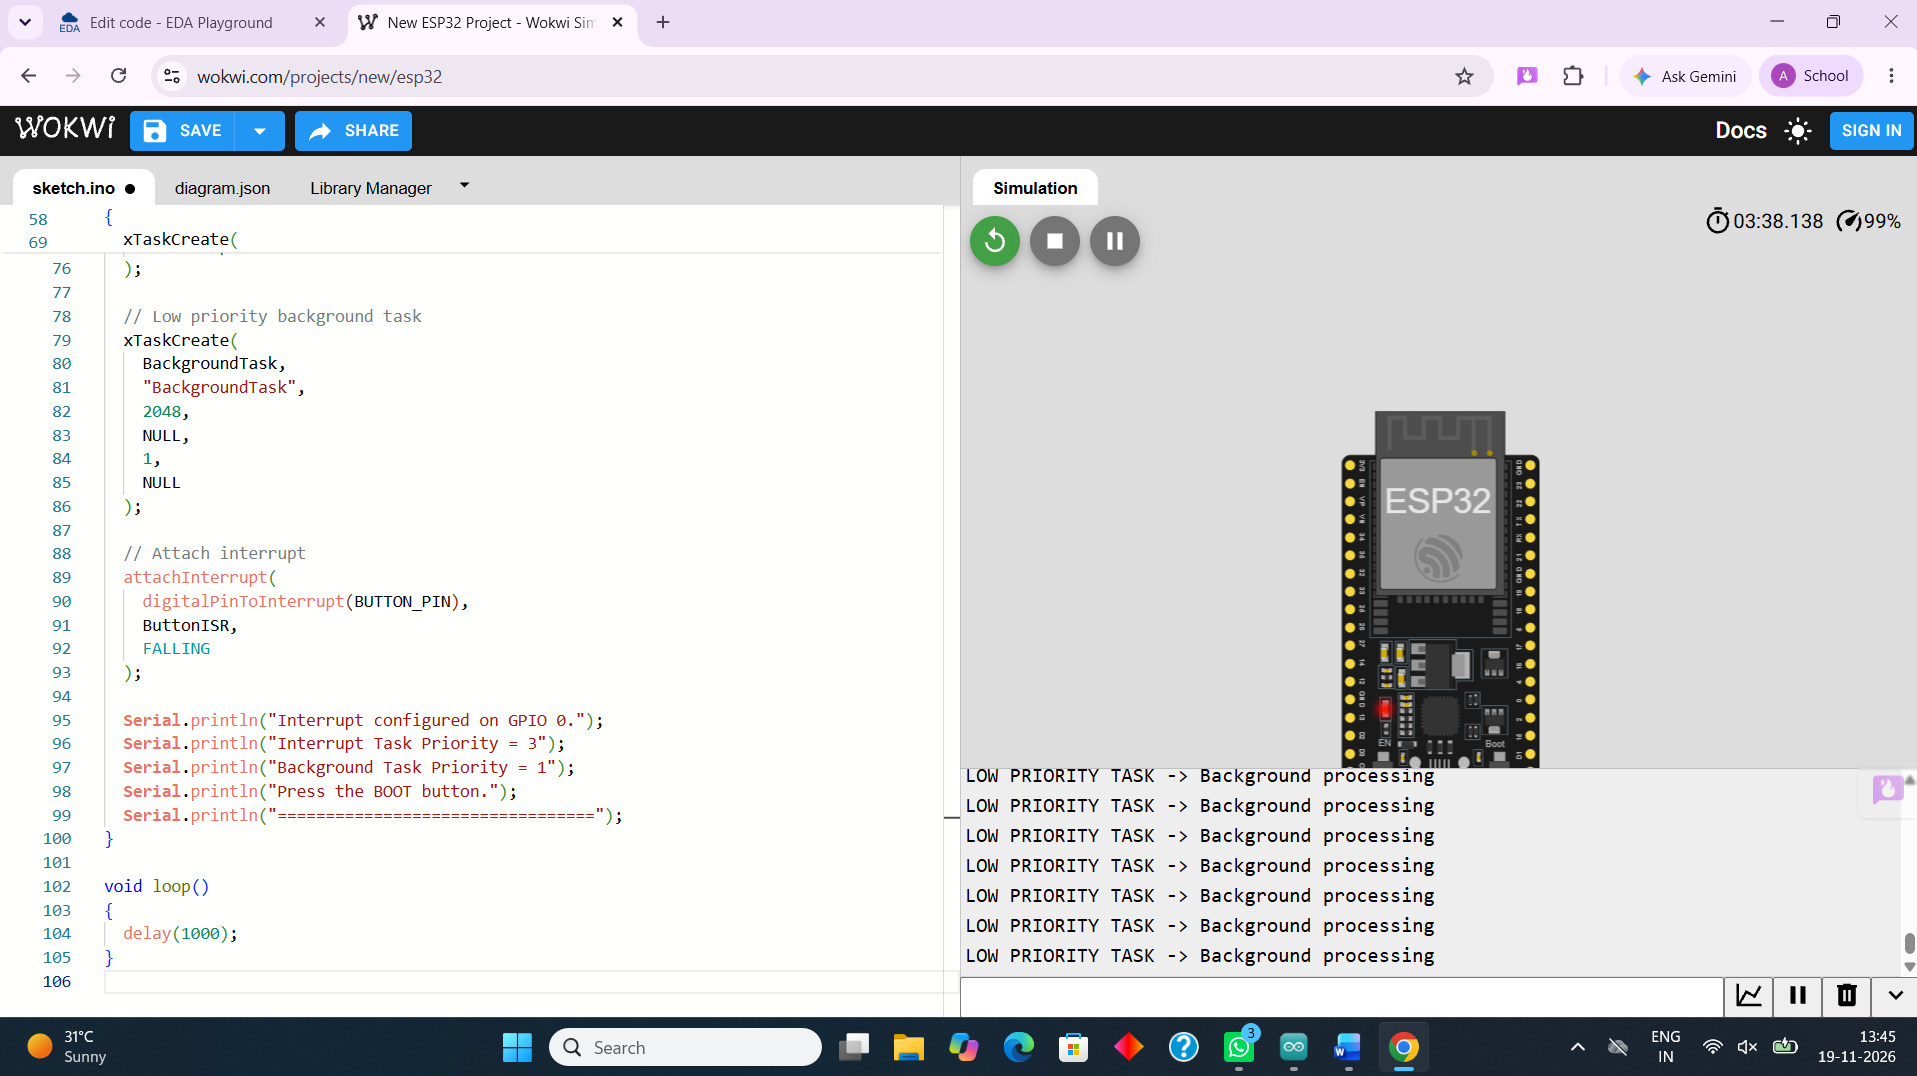 Edit code - EDA Playground
New ESP32 Project - Wokwi Sim
wokwi.com/projects/new/esp32
Ask Gemini
A School
WOKWI
SAVE
SHARE
Docs
SIGN IN
sketch.ino
diagram.json
Library Manager
Simulation
03:38.138
99%
58 {
69 xTaskCreate(
76 );
77
78 // Low priority background task
79 xTaskCreate(
80 BackgroundTask,
81 "BackgroundTask",
82 2048,
83 NULL,
84 1,
85 NULL
86 );
87
88 // Attach interrupt
89 attachInterrupt(
90 digitalPinToInterrupt(BUTTON_PIN),
91 ButtonISR,
92 FALLING
93 );
94
95 Serial.println("Interrupt configured on GPIO 0.");
96 Serial.println("Interrupt Task Priority = 3");
97 Serial.println("Background Task Priority = 1");
98 Serial.println("Press the BOOT button.");
99 Serial.println("=================================");
100 }
101
102 void loop()
103 {
104 delay(1000);
105 }
106
ESP32
EN
Boot
LOW PRIORITY TASK -> Background processing
LOW PRIORITY TASK -> Background processing
LOW PRIORITY TASK -> Background processing
LOW PRIORITY TASK -> Background processing
LOW PRIORITY TASK -> Background processing
LOW PRIORITY TASK -> Background processing
LOW PRIORITY TASK -> Background processing
31°C
Sunny
Search
3
ENG
IN
13:45
19-11-2026